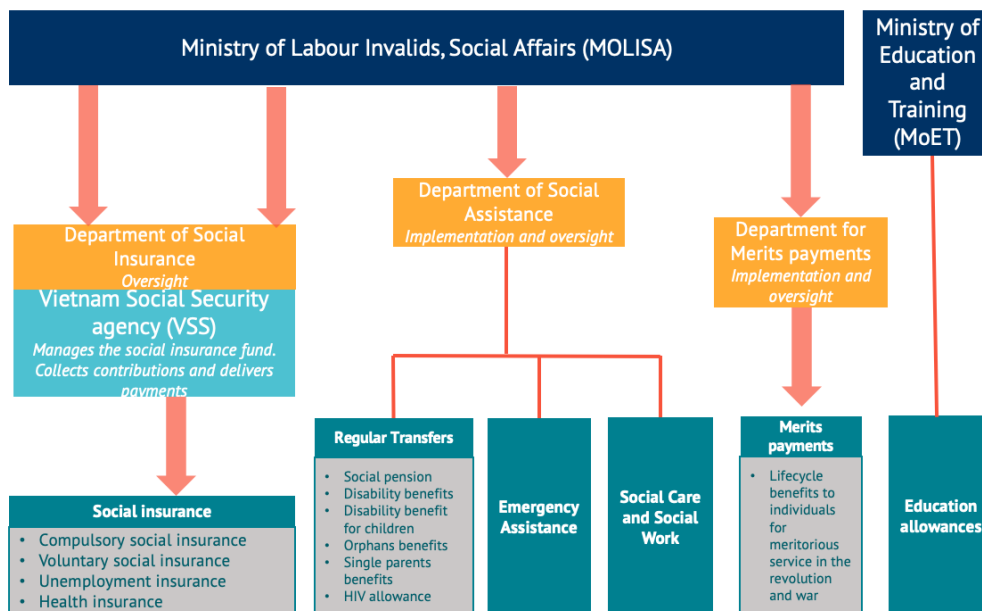 Ministry of Labour Invalids, Social Affairs (MOLISA)
Ministry of
Education
and
Training
(MoET)
Department of Social
Insurance
Oversight
Vietnam Social Security
agency (VSS)
Manages the social insurance fund.
Collects contributions and delivers
payments
Department of Social
Assistance
Implementation and oversight
Department for
Merits payments
Implementation and
oversight
Social insurance
• Compulsory social insurance
• Voluntary social insurance
• Unemployment insurance
• Health insurance
Regular Transfers
• Social pension
• Disability benefits
• Disability benefit
for children
• Orphans benefits
• Single parents
benefits
• HIV allowance
Emergency
Assistance
Social Care
and Social
Work
Merits
payments
• Lifecycle
benefits to
individuals
for
meritorious
service in the
revolution
and war
Education
allowances